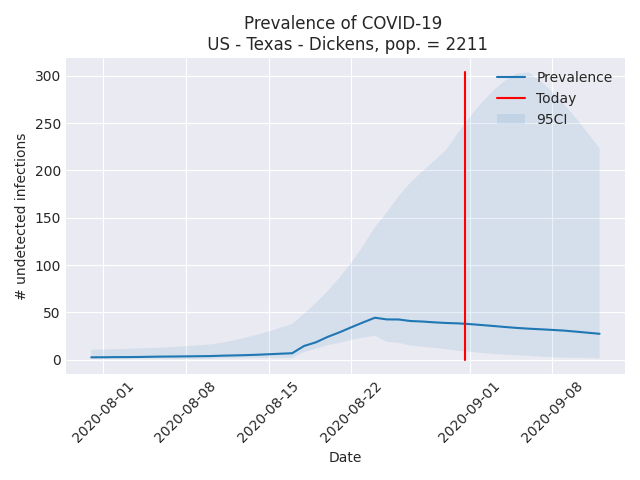 Prevalence of COVID-19
US - Texas - Dickens, pop. = 2211
Prevalence
Today
95CI
300
250
200
150
100
50
0
# undetected infections
2020-08-01
2020-08-08
2020-08-15
2020-08-22
2020-09-01
2020-09-08
Date